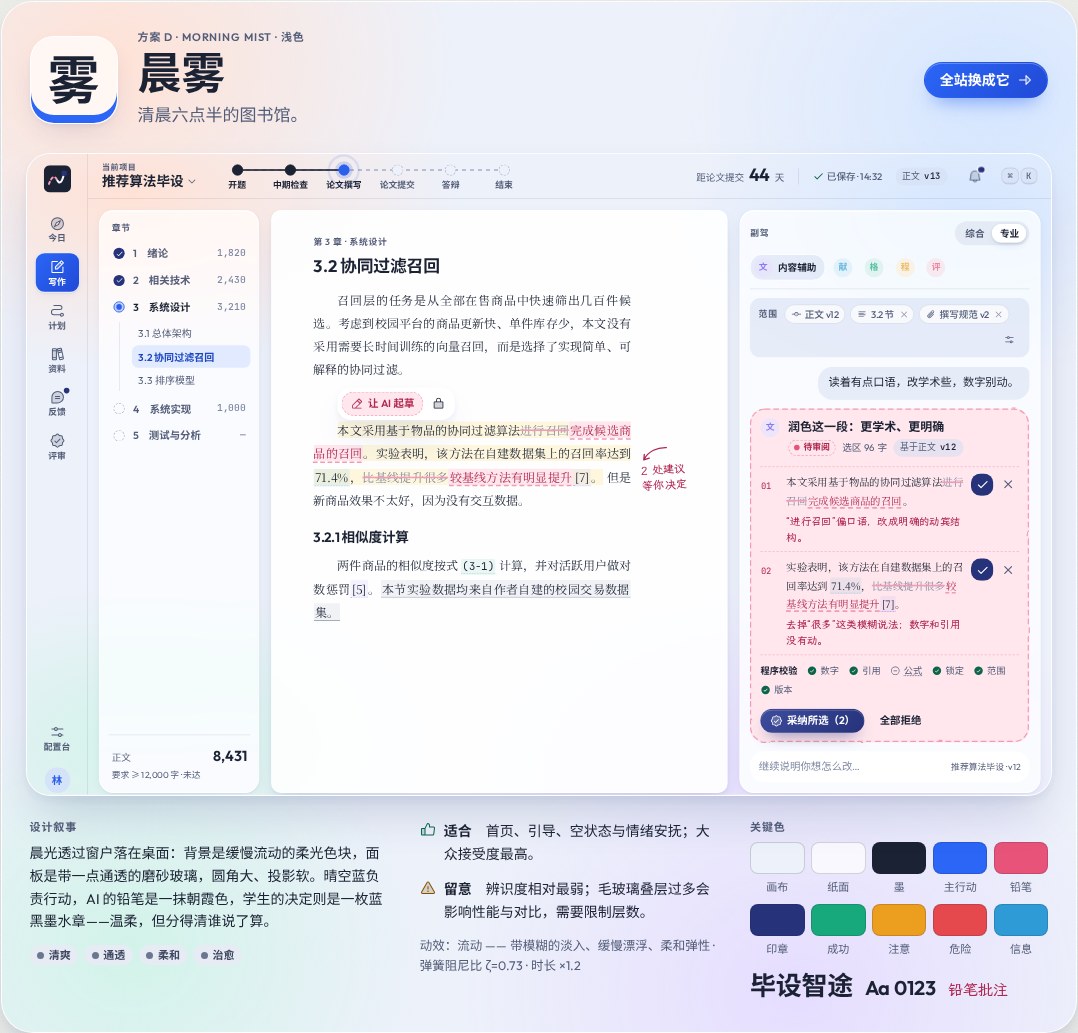 方案 D · MORNING MIST · 浅色
雾
晨雾
清晨六点半的图书馆。
全站换成它
当前项目
推荐算法毕设
开题
中期检查
论文撰写
论文提交
答辩
结束
距论文提交 44 天
已保存·14:32
正文 v13
⌘ K
今日
写作
计划
资料
反馈
评审
配置台
林
章节
1 绪论 1,820
2 相关技术 2,430
3 系统设计 3,210
3.1 总体架构
3.2 协同过滤召回
3.3 排序模型
4 系统实现 1,000
5 测试与分析 –
正文 8,431
要求 ≥ 12,000 字 · 未达
第 3 章 · 系统设计
3.2 协同过滤召回
召回层的任务是从全部在售商品中快速筛出几百件候
选。考虑到校园平台的商品更新快、单件库存少，本文没有
采用需要长时间训练的向量召回，而是选择了实现简单、可
解释的协同过滤。
让 AI 起草
本文采用基于物品的协同过滤算法进行召回完成候选商
品的召回。实验表明，该方法在自建数据集上的召回率达到
71.4%，比基线提升很多较基线方法有明显提升 [7]。但是
新商品效果不太好，因为没有交互数据。
2 处建议
等你决定
3.2.1 相似度计算
两件商品的相似度按式 (3-1) 计算，并对活跃用户做对
数惩罚 [5]。本节实验数据均来自作者自建的校园交易数据
集。
副驾
综合 专业
文 内容辅助 献 格 稿 评
范围 正文 v12 3.2 节 × 撰写规范 v2 ×
读着有点口语，改学术些，数字别动。
文 润色这一段：更学术、更明确
待审阅 选区 96 字 基于正文 v12
01 本文采用基于物品的协同过滤算法进行
召回完成候选商品的召回。
“进行召回”偏口语，改成明确的动宾结
构。
02 实验表明，该方法在自建数据集上的召
回率达到 71.4%，比基线提升很多较
基线方法有明显提升 [7]。
去掉“很多”这类模糊说法；数字和引用
没有动。
程序校验 数字 引用 公式 锁定 范围
版本
采纳所选（2） 全部拒绝
继续说明你想怎么改… 推荐算法毕设 · v12
设计叙事
晨光透过窗户落在桌面：背景是缓慢流动的柔光色块，面
板是带一点通透的磨砂玻璃，圆角大、投影软。晴空蓝负
责行动，AI 的铅笔是一抹朝霞色，学生的决定则是一枚蓝
黑墨水章——温柔，但分得清谁说了算。
清爽 通透 柔和 治愈
适合 首页、引导、空状态与情绪安抚；大
众接受度最高。
留意 辨识度相对最弱；毛玻璃叠层过多会
影响性能与对比，需要限制层数。
动效：流动 —— 带模糊的淡入、缓慢漂浮、柔和弹性 ·
弹簧阻尼比 ζ=0.73 · 时长 ×1.2
关键色
画布 纸面 墨 主行动 铅笔
印章 成功 注意 危险 信息
毕设智途 Aa 0123 铅笔批注